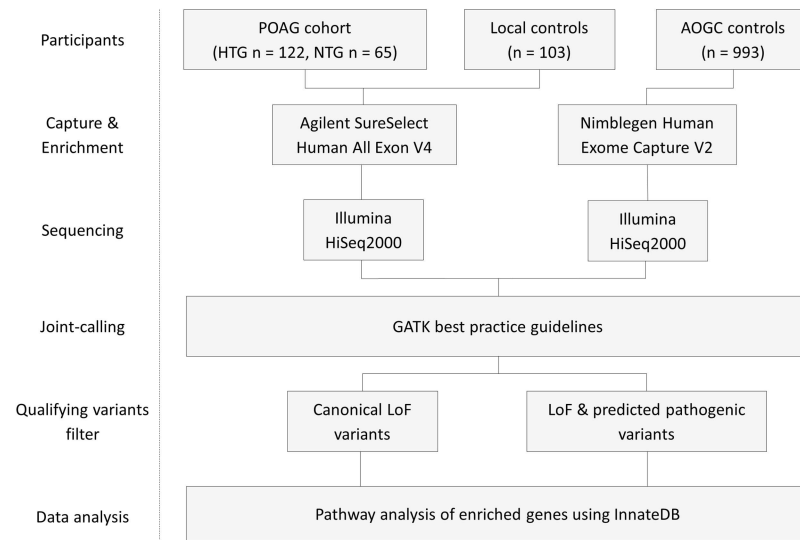 Participants
POAG cohort
(HTG n = 122, NTG n = 65)
Local controls
(n = 103)
AOGC controls
(n = 993)
Capture &
Enrichment
Agilent SureSelect
Human All Exon V4
Nimblegen Human
Exome Capture V2
Sequencing
Illumina
HiSeq2000
Illumina
HiSeq2000
Joint-calling
GATK best practice guidelines
Qualifying variants
filter
Canonical LoF
variants
LoF & predicted pathogenic
variants
Data analysis
Pathway analysis of enriched genes using InnateDB